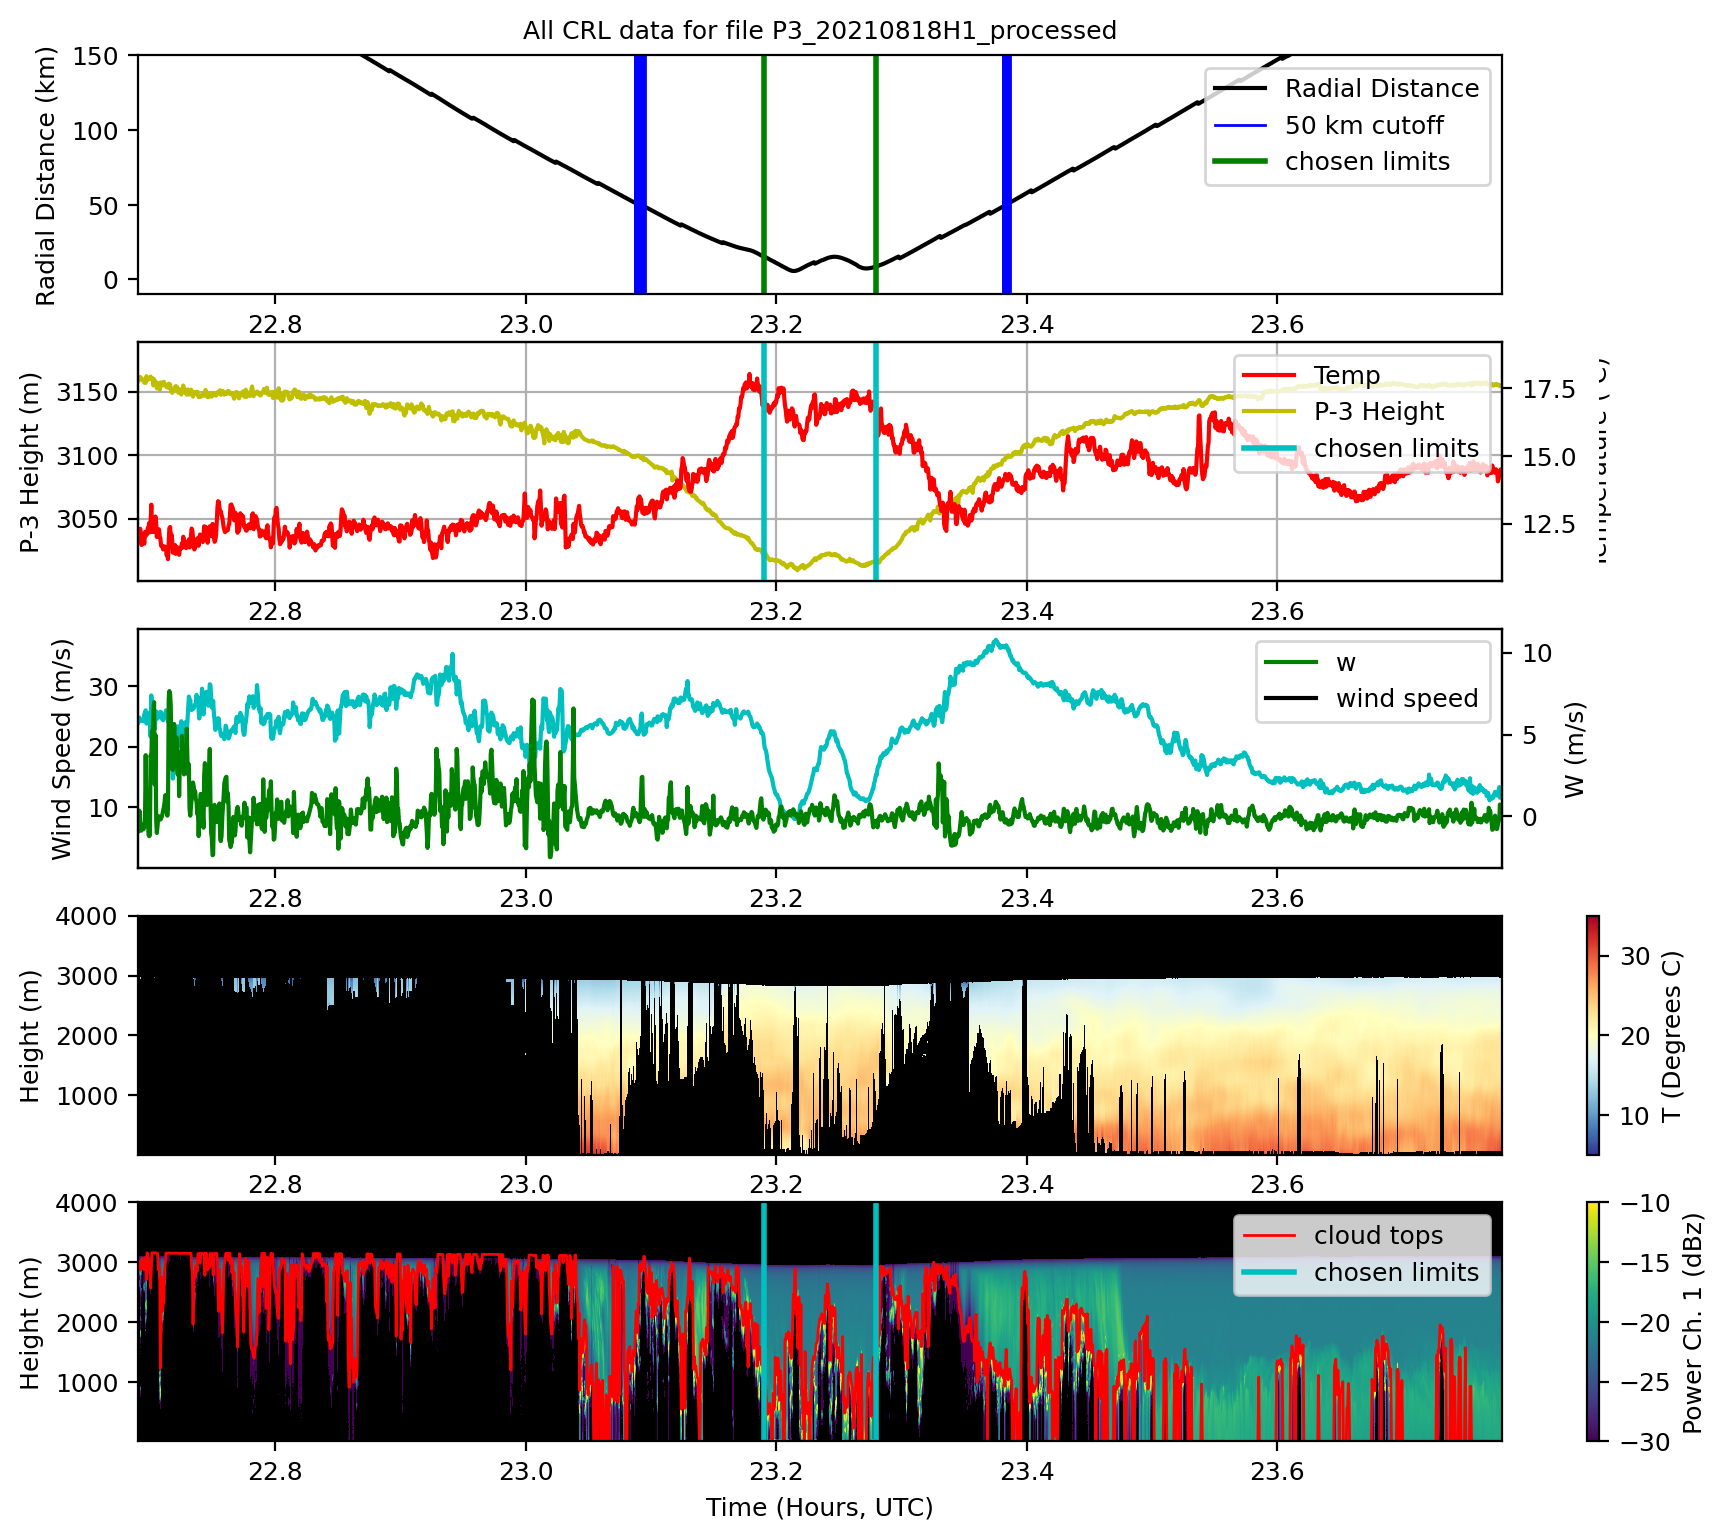 All CRL data for file P3_20210818H1_processed
Radial Distance (km)
150
100
50
0
Radial Distance
50 km cutoff
chosen limits
22.8 23.0 23.2 23.4 23.6
P-3 Height (m)
3150
3100
3050
Temp
P-3 Height
chosen limits
17.5
15.0
12.5
22.8 23.0 23.2 23.4 23.6
Wind Speed (m/s)
30
20
10
w
wind speed
10
5
0
W (m/s)
22.8 23.0 23.2 23.4 23.6
Height (m)
4000
3000
2000
1000
30
20
10
T (Degrees C)
22.8 23.0 23.2 23.4 23.6
Height (m)
4000
3000
2000
1000
cloud tops
chosen limits
−10
−15
−20
−25
−30
Power Ch. 1 (dBz)
22.8 23.0 23.2 23.4 23.6
Time (Hours, UTC)